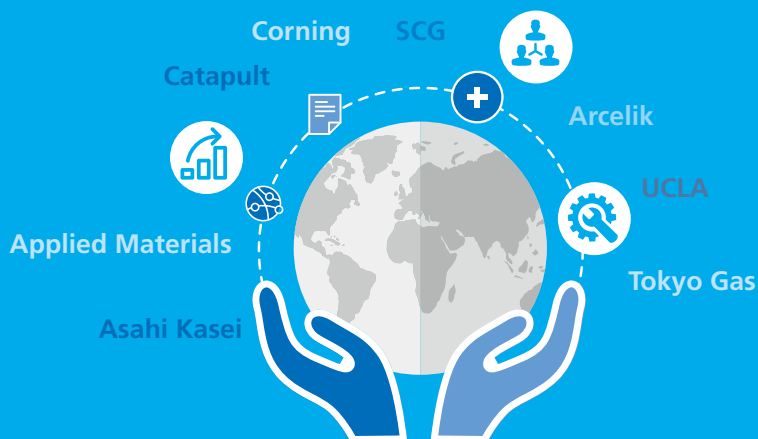 Corning SCG
Catapult
Arcelik
UCLA
Applied Materials
Tokyo Gas
Asahi Kasei